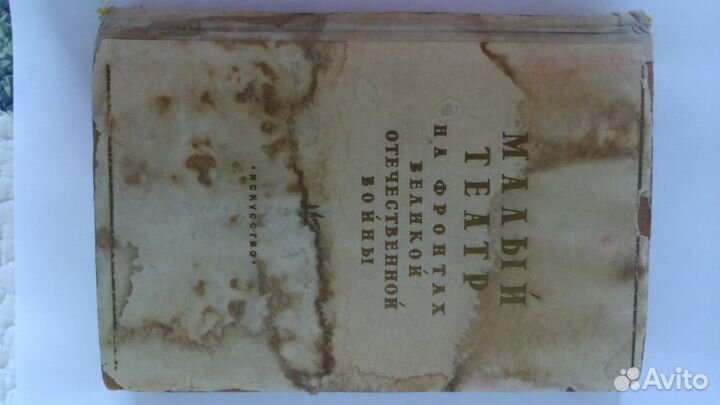 МАЛЫЙ
ТЕАТР
НА ФРОНТАХ
ВЕЛИКОЙ
ОТЕЧЕСТВЕННОЙ
ВОЙНЫ
• ИСКУССТВО •
Avito